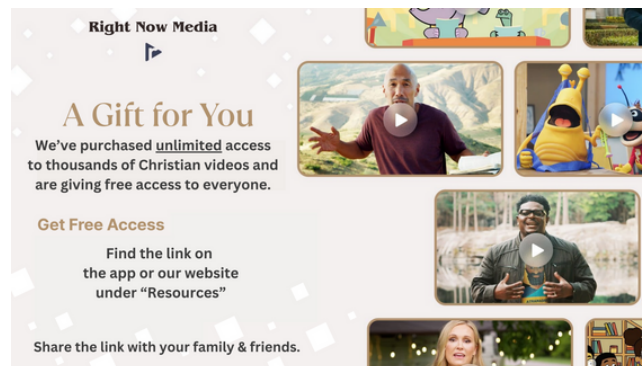 Right Now Media
A Gift for You
We've purchased unlimited access
to thousands of Christian videos and
are giving free access to everyone.
Get Free Access
Find the link on
the app or our website
under “Resources”
Share the link with your family & friends.